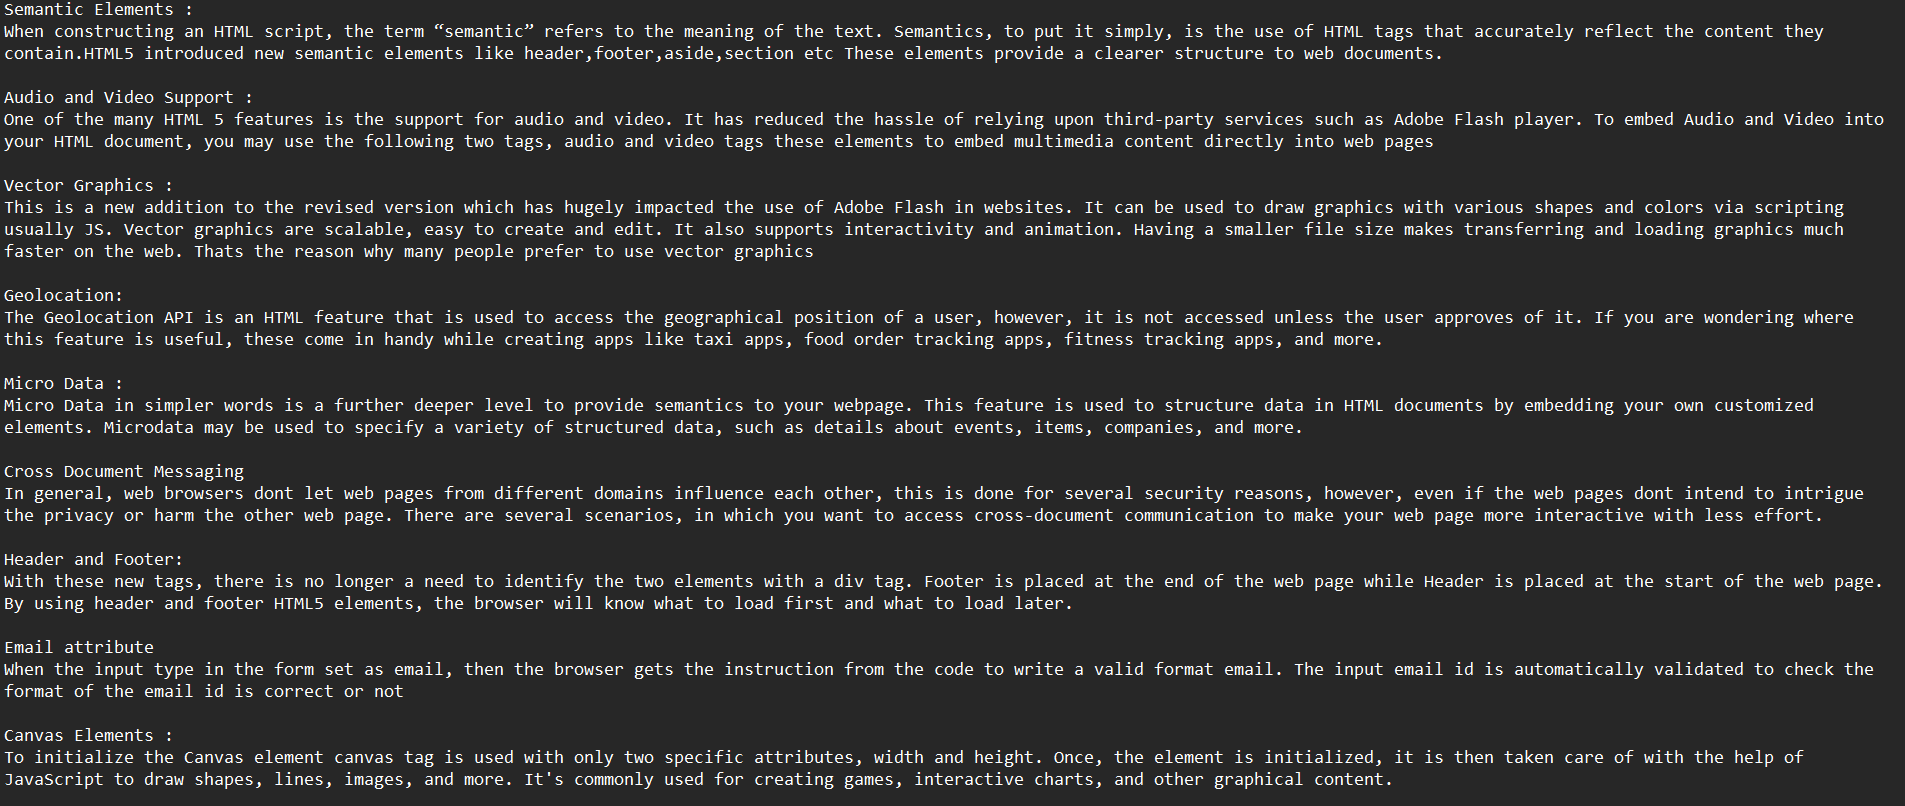 Semantic Elements :
When constructing an HTML script, the term “semantic” refers to the meaning of the text. Semantics, to put it simply, is the use of HTML tags that accurately reflect the content they
contain.HTML5 introduced new semantic elements like header,footer,aside,section etc These elements provide a clearer structure to web documents.
Audio and Video Support :
One of the many HTML 5 features is the support for audio and video. It has reduced the hassle of relying upon third-party services such as Adobe Flash player. To embed Audio and Video into
your HTML document, you may use the following two tags, audio and video tags these elements to embed multimedia content directly into web pages
Vector Graphics :
This is a new addition to the revised version which has hugely impacted the use of Adobe Flash in websites. It can be used to draw graphics with various shapes and colors via scripting
usually JS. Vector graphics are scalable, easy to create and edit. It also supports interactivity and animation. Having a smaller file size makes transferring and loading graphics much
faster on the web. Thats the reason why many people prefer to use vector graphics
Geolocation:
The Geolocation API is an HTML feature that is used to access the geographical position of a user, however, it is not accessed unless the user approves of it. If you are wondering where
this feature is useful, these come in handy while creating apps like taxi apps, food order tracking apps, fitness tracking apps, and more.
Micro Data :
Micro Data in simpler words is a further deeper level to provide semantics to your webpage. This feature is used to structure data in HTML documents by embedding your own customized
elements. Microdata may be used to specify a variety of structured data, such as details about events, items, companies, and more.
Cross Document Messaging
In general, web browsers dont let web pages from different domains influence each other, this is done for several security reasons, however, even if the web pages dont intend to intrigue
the privacy or harm the other web page. There are several scenarios, in which you want to access cross-document communication to make your web page more interactive with less effort.
Header and Footer:
With these new tags, there is no longer a need to identify the two elements with a div tag. Footer is placed at the end of the web page while Header is placed at the start of the web page.
By using header and footer HTML5 elements, the browser will know what to load first and what to load later.
Email attribute
When the input type in the form set as email, then the browser gets the instruction from the code to write a valid format email. The input email id is automatically validated to check the
format of the email id is correct or not
Canvas Elements :
To initialize the Canvas element canvas tag is used with only two specific attributes, width and height. Once, the element is initialized, it is then taken care of with the help of
JavaScript to draw shapes, lines, images, and more. It's commonly used for creating games, interactive charts, and other graphical content.